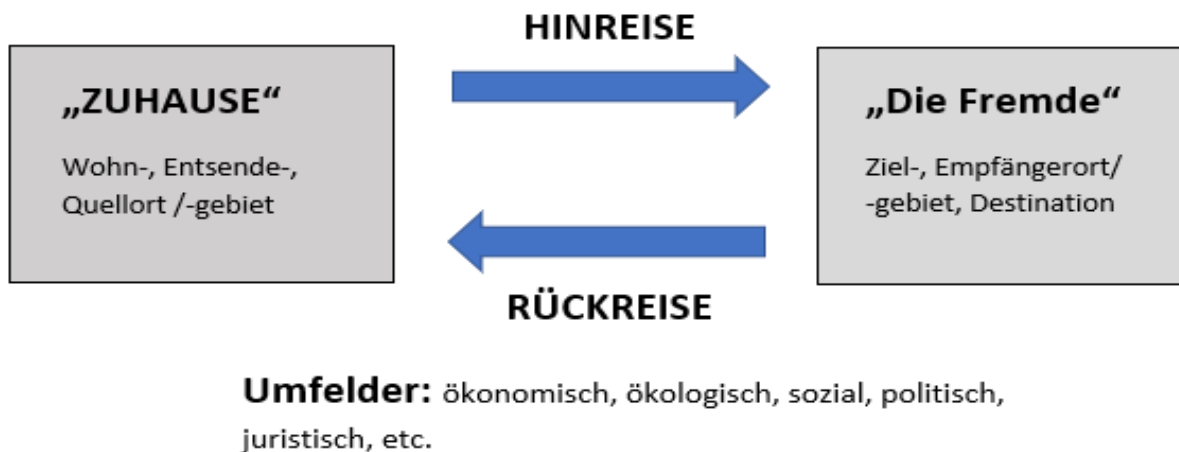 HINREISE
„ZUHAUSE“
Wohn-, Entsende-,
Quellort /-gebiet
„Die Fremde“
Ziel-, Empfängerort/
-gebiet, Destination
RÜCKREISE
Umfelder: ökonomisch, ökologisch, sozial, politisch,
juristisch, etc.